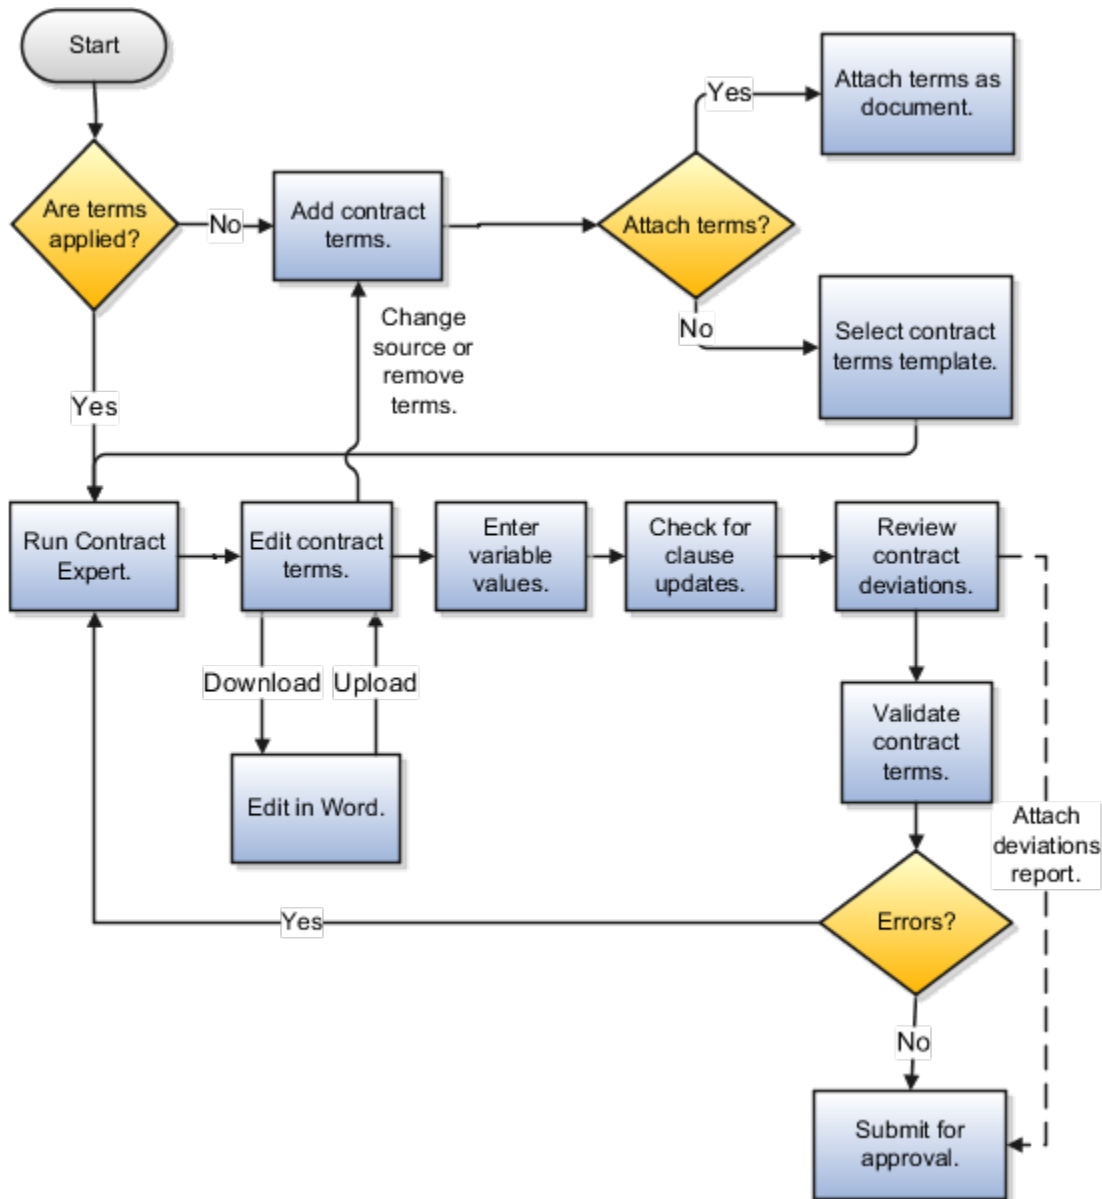 Start
Yes
Attach terms as
document.
Are terms
applied?
No
Add contract
terms.
Attach terms?
Change
source or
remove
terms.
No
Select contract
terms template.
Yes
Run Contract
Expert.
Edit contract
terms.
Enter
variable
values.
Check for
clause
updates.
Review
contract
deviations.
Download
Upload
Validate
contract
terms.
Edit in Word.
Attach
deviations
report.
Yes
Errors?
No
Submit for
approval.